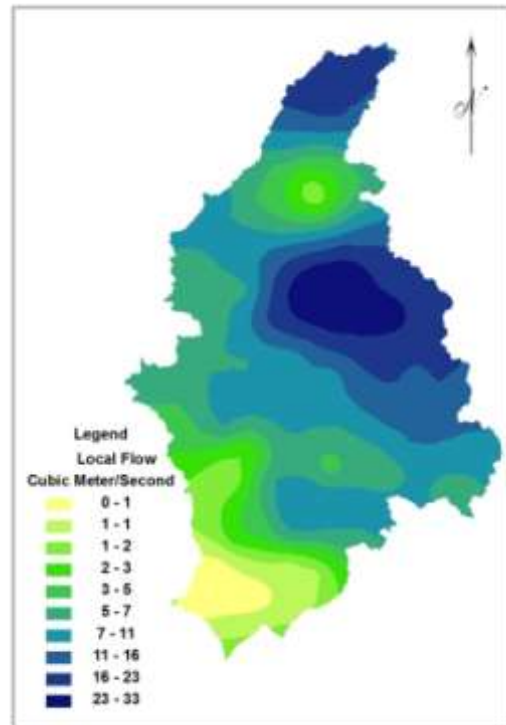 N
Legend
Local Flow
Cubic Meter/Second
0 - 1
1 - 1
1 - 2
2 - 3
3 - 5
5 - 7
7 - 11
11 - 16
16 - 23
23 - 33